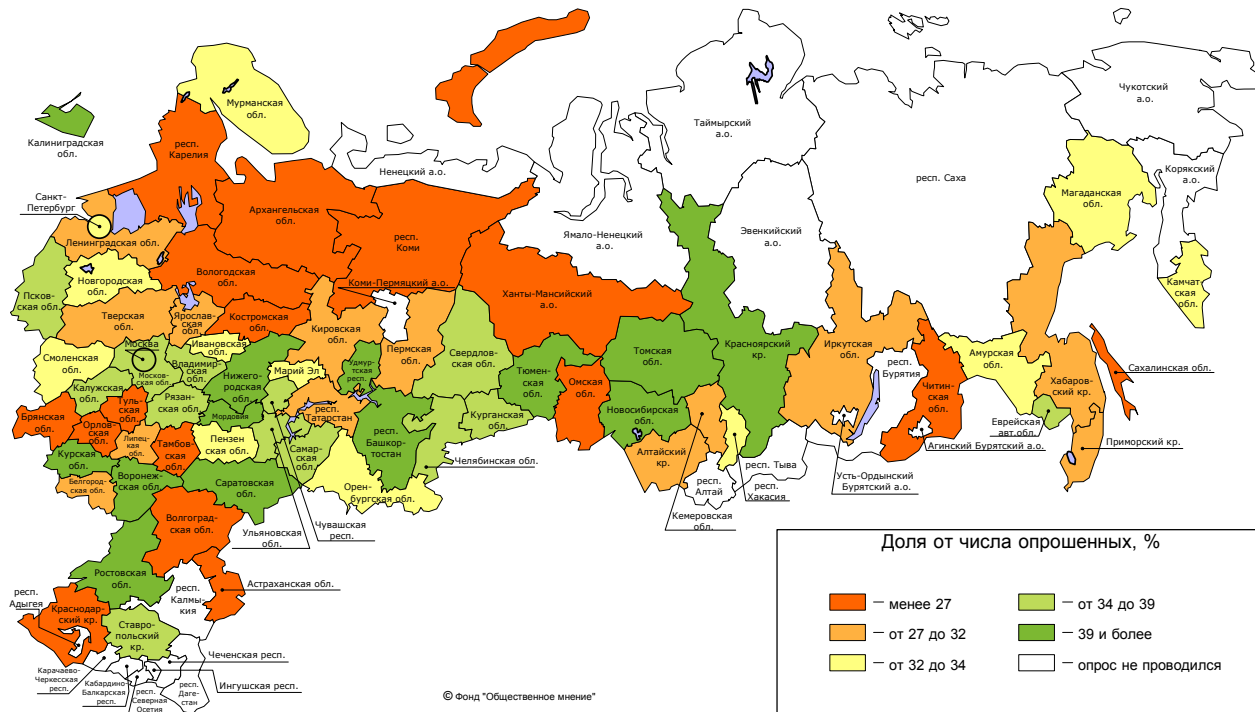 Мурманская
обл.
Калининградская
обл.
респ.
Карелия
Санкт-
Петербург
Ленинградская обл.
Архангельская
обл.
Ненецкий а.о.
респ.
Коми
Таймырский
а.о.
Чукотский
а.о.
Корякский
а.о.
респ. Саха
Магаданская
обл.
Камчат
ская
обл.
Ямало-Ненецкий
а.о.
Эвенкийский
а.о.
Псков-
ская обл.
Новгородская
обл.
Вологодская
обл.
Коми-Пермяцкий а.о.
Ханты-Мансийский
а.о.
Тверская
обл.
Ярослав-
ская
обл.
Костромская
обл.
Кировская
обл.
Пермская
обл.
Свердлов-
ская обл.
Смоленская
обл.
Москва
Москов-
ская обл.
Ивановская
обл.
Владимир-
ская
обл.
Нижего-
родская
обл.
Марий Эл
Удмур-
тская
респ.
Тюмен-
ская
обл.
Томская
обл.
Красноярский
кр.
Иркутская
обл.
респ.
Бурятия
Читин-
ская
обл.
Амурская
обл.
Хабаров-
ский
кр.
Сахалинская обл.
Калужская
обл.
Туль-
ская
обл.
Рязан-
ская
обл.
Мордовия
респ.
Татарстан
Омская
обл.
Новосибирская
обл.
Курганская
обл.
Брянская
обл.
Орлов-
ская
обл.
Липец-
кая
обл.
Тамбов-
ская
обл.
Пензен
ская обл.
Самар-
ская
обл.
респ.
Башкор-
тостан
Челябинская обл.
Алтайский
кр.
Еврейская
авт.обл.
Агинский Бурятский а.о.
Приморский кр.
Курская
обл.
Белгород-
ская обл.
Воронеж-
ская
обл.
Саратовская
обл.
Орен-
бургская обл.
респ.
Алтай
респ. Тыва
респ.
Хакасия
Усть-Ордынский
Бурятский а.о.
Кемеровская
обл.
Волгоград-
ская обл.
Ульяновская
обл.
Чувашская
респ.
Ростовская
обл.
Астраханская обл.
респ.
Калмы-
кия
респ.
Адыгея
Краснодар-
ский кр.
Ставро-
польский
кр.
Чеченская респ.
Ингушская респ.
Карачаево-
Черкесская
респ.
Кабардино-
Балкарская
респ.
респ.
Северная
Осетия
респ.
Даге-
стан
© Фонд "Общественное мнение"
Доля от числа опрошенных, %
– менее 27
– от 27 до 32
– от 32 до 34
– от 34 до 39
– 39 и более
– опрос не проводился